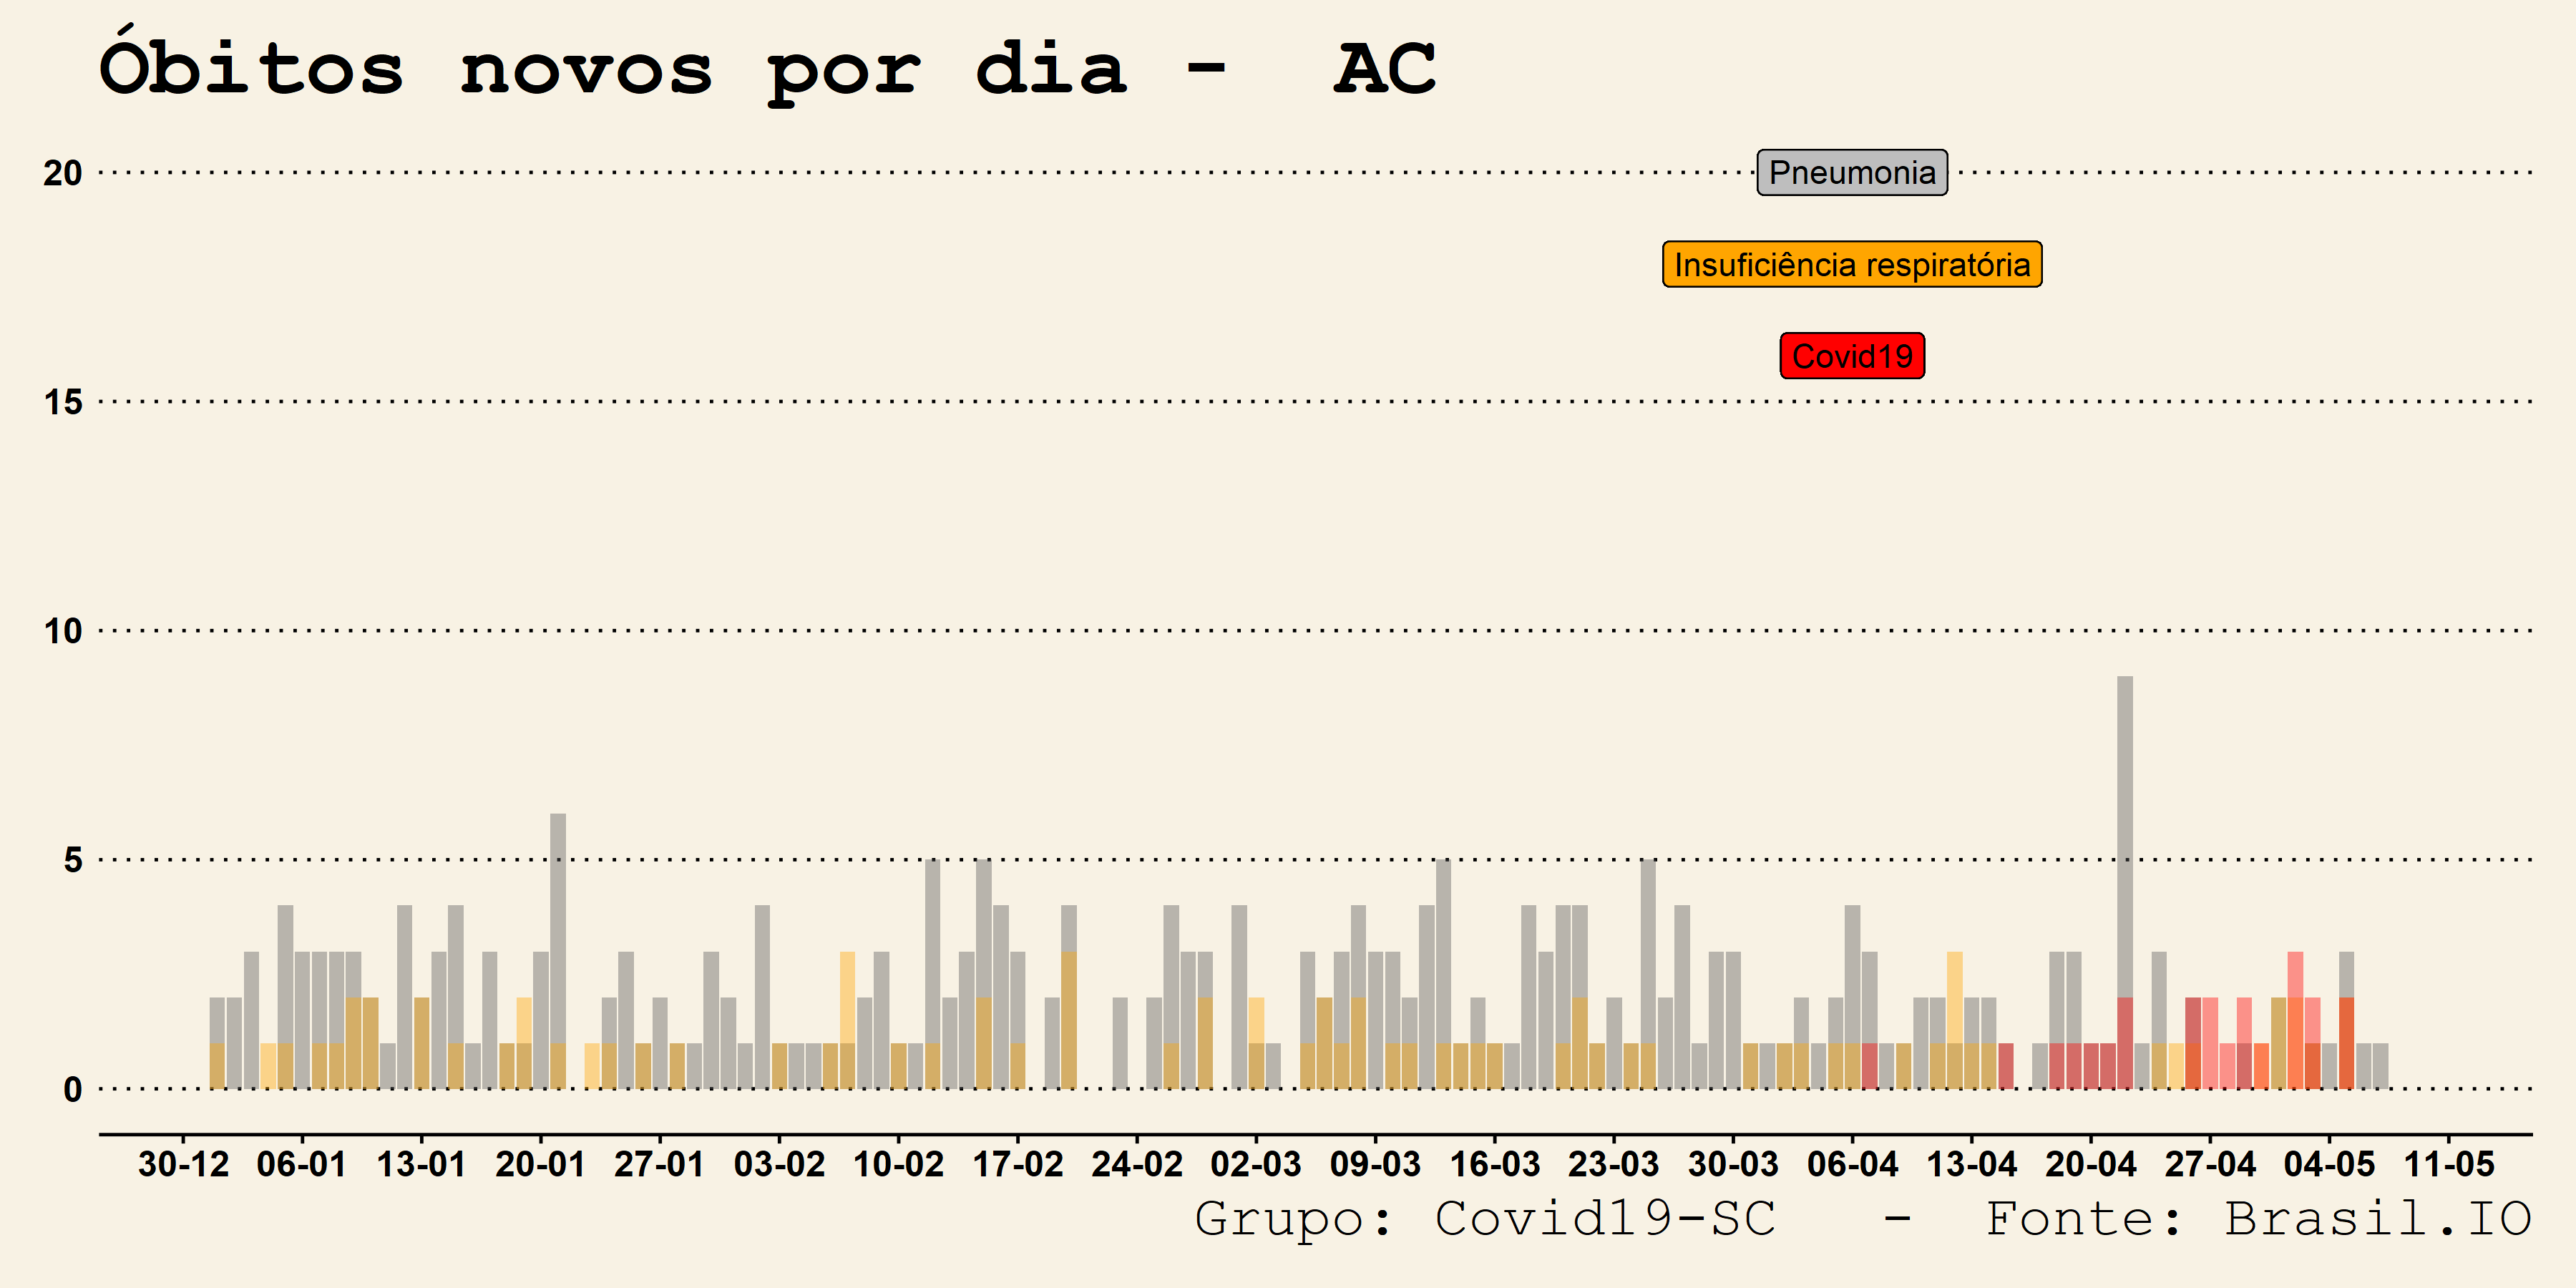 Óbitos novos por dia -  AC
20
Pneumonia
Insuficiência respiratória
Covid19
15
10
5
0
30-12 06-01 13-01 20-01 27-01 03-02 10-02 17-02 24-02 02-03 09-03 16-03 23-03 30-03 06-04 13-04 20-04 27-04 04-05 11-05
Grupo: Covid19-SC  -  Fonte: Brasil.IO